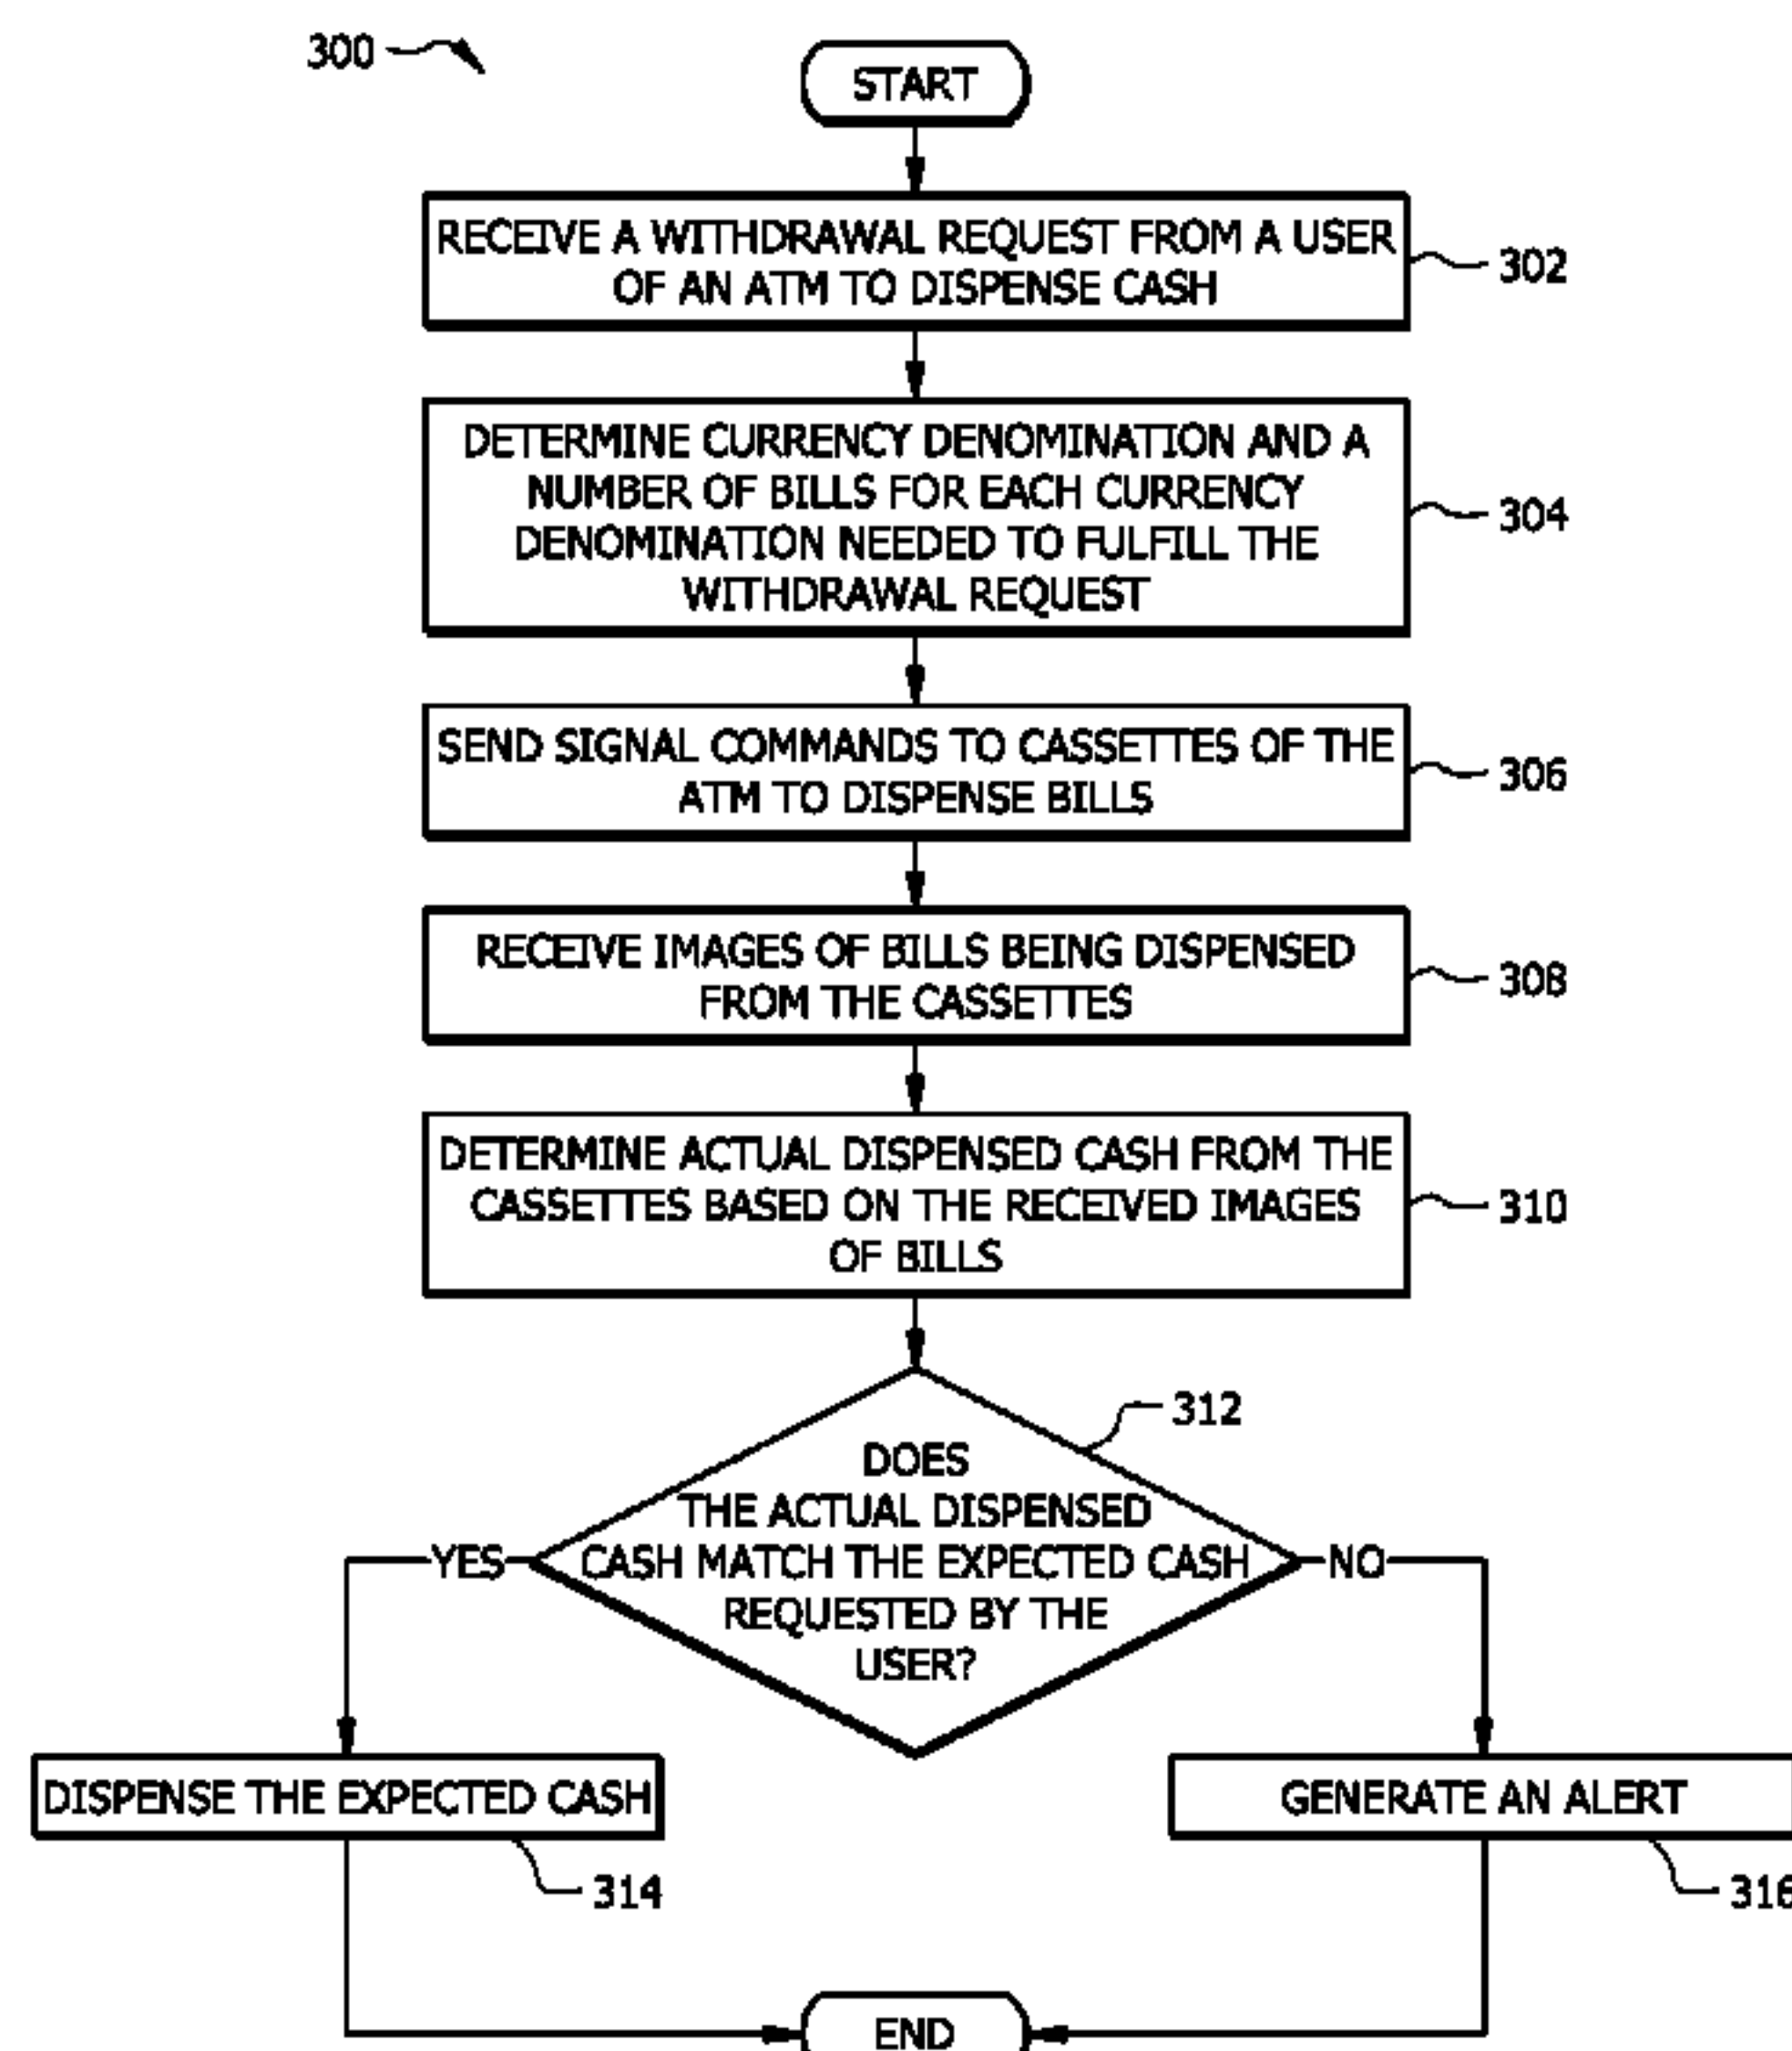 300
START
RECEIVE A WITHDRAWAL REQUEST FROM A USER
OF AN ATM TO DISPENSE CASH
302
DETERMINE CURRENCY DENOMINATION AND A
NUMBER OF BILLS FOR EACH CURRENCY
DENOMINATION NEEDED TO FULFILL THE
WITHDRAWAL REQUEST
304
SEND SIGNAL COMMANDS TO CASSETTES OF THE
ATM TO DISPENSE BILLS
306
RECEIVE IMAGES OF BILLS BEING DISPENSED
FROM THE CASSETTES
308
DETERMINE ACTUAL DISPENSED CASH FROM THE
CASSETTES BASED ON THE RECEIVED IMAGES
OF BILLS
310
312
DOES
THE ACTUAL DISPENSED
CASH MATCH THE EXPECTED CASH
REQUESTED BY THE
USER?
YES
NO
DISPENSE THE EXPECTED CASH
314
GENERATE AN ALERT
316
END